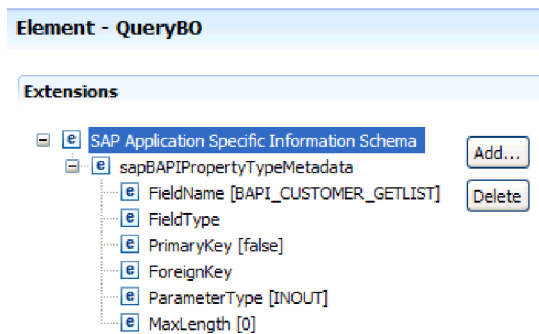 Element - QueryBO
Extensions
SAP Application Specific Information Schema
Add...
sapBAPIPropertyTypeMetadata
FieldName [BAPI_CUSTOMER_GETLIST]
Delete
FieldType
PrimaryKey [false]
ForeignKey
ParameterType [INOUT]
MaxLength [0]